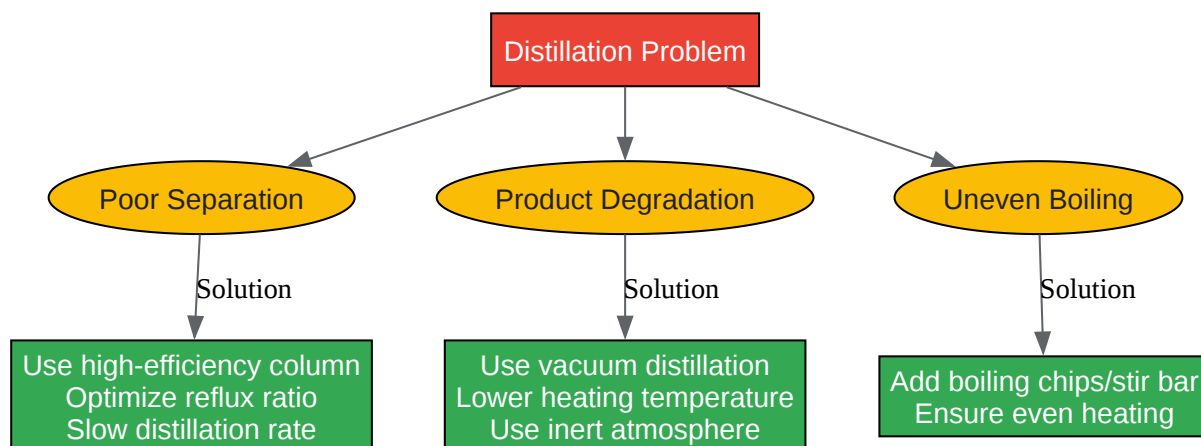 Distillation Problem
Poor Separation
Product Degradation
Uneven Boiling
Solution
Solution
Solution
Use high-efficiency column
Optimize reflux ratio
Slow distillation rate
Use vacuum distillation
Lower heating temperature
Use inert atmosphere
Add boiling chips/stir bar
Ensure even heating